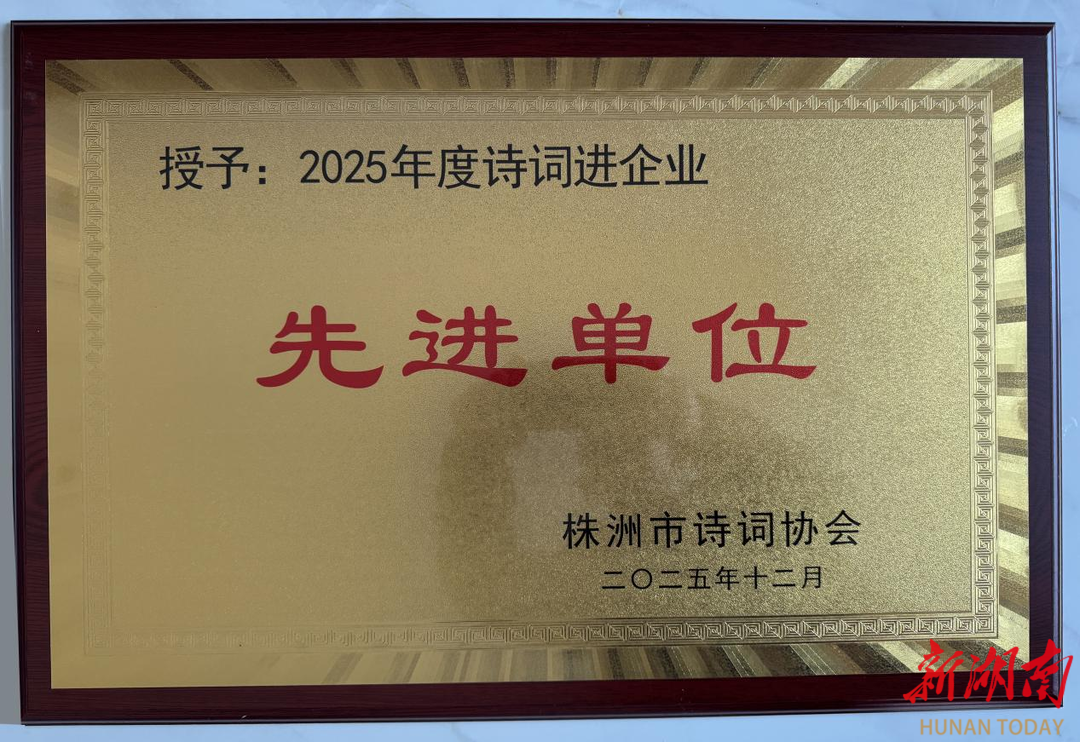 授予：2025年度诗词进企业
先进单位
株洲市诗词协会
二〇二五年十二月
新湖南
HUNAN TODAY